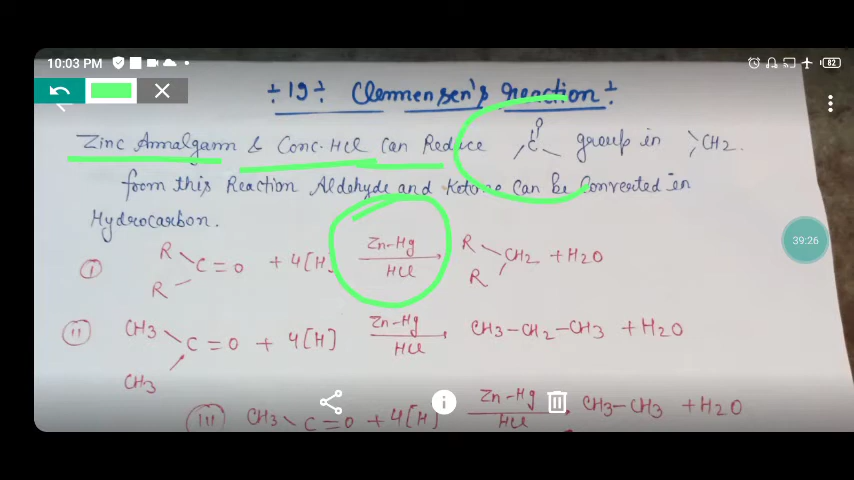 10:03 PM
82
÷19÷ Clemmensen's Reaction ÷
Zinc Amalgam & Conc. HCl Can Reduce C=O group in >CH2.
from this Reaction Aldehyde and Ketone Can be Converted in
Hydrocarbon.
39:26
(I) R R C=O + 4[H] Zn-Hg HCl R R CH2 + H2O
(II) CH3 CH3 C=O + 4[H] Zn-Hg HCl CH3-CH2-CH3 + H2O
(III) CH3 C=O + 4[H] Zn-Hg HCl CH3-CH3 + H2O